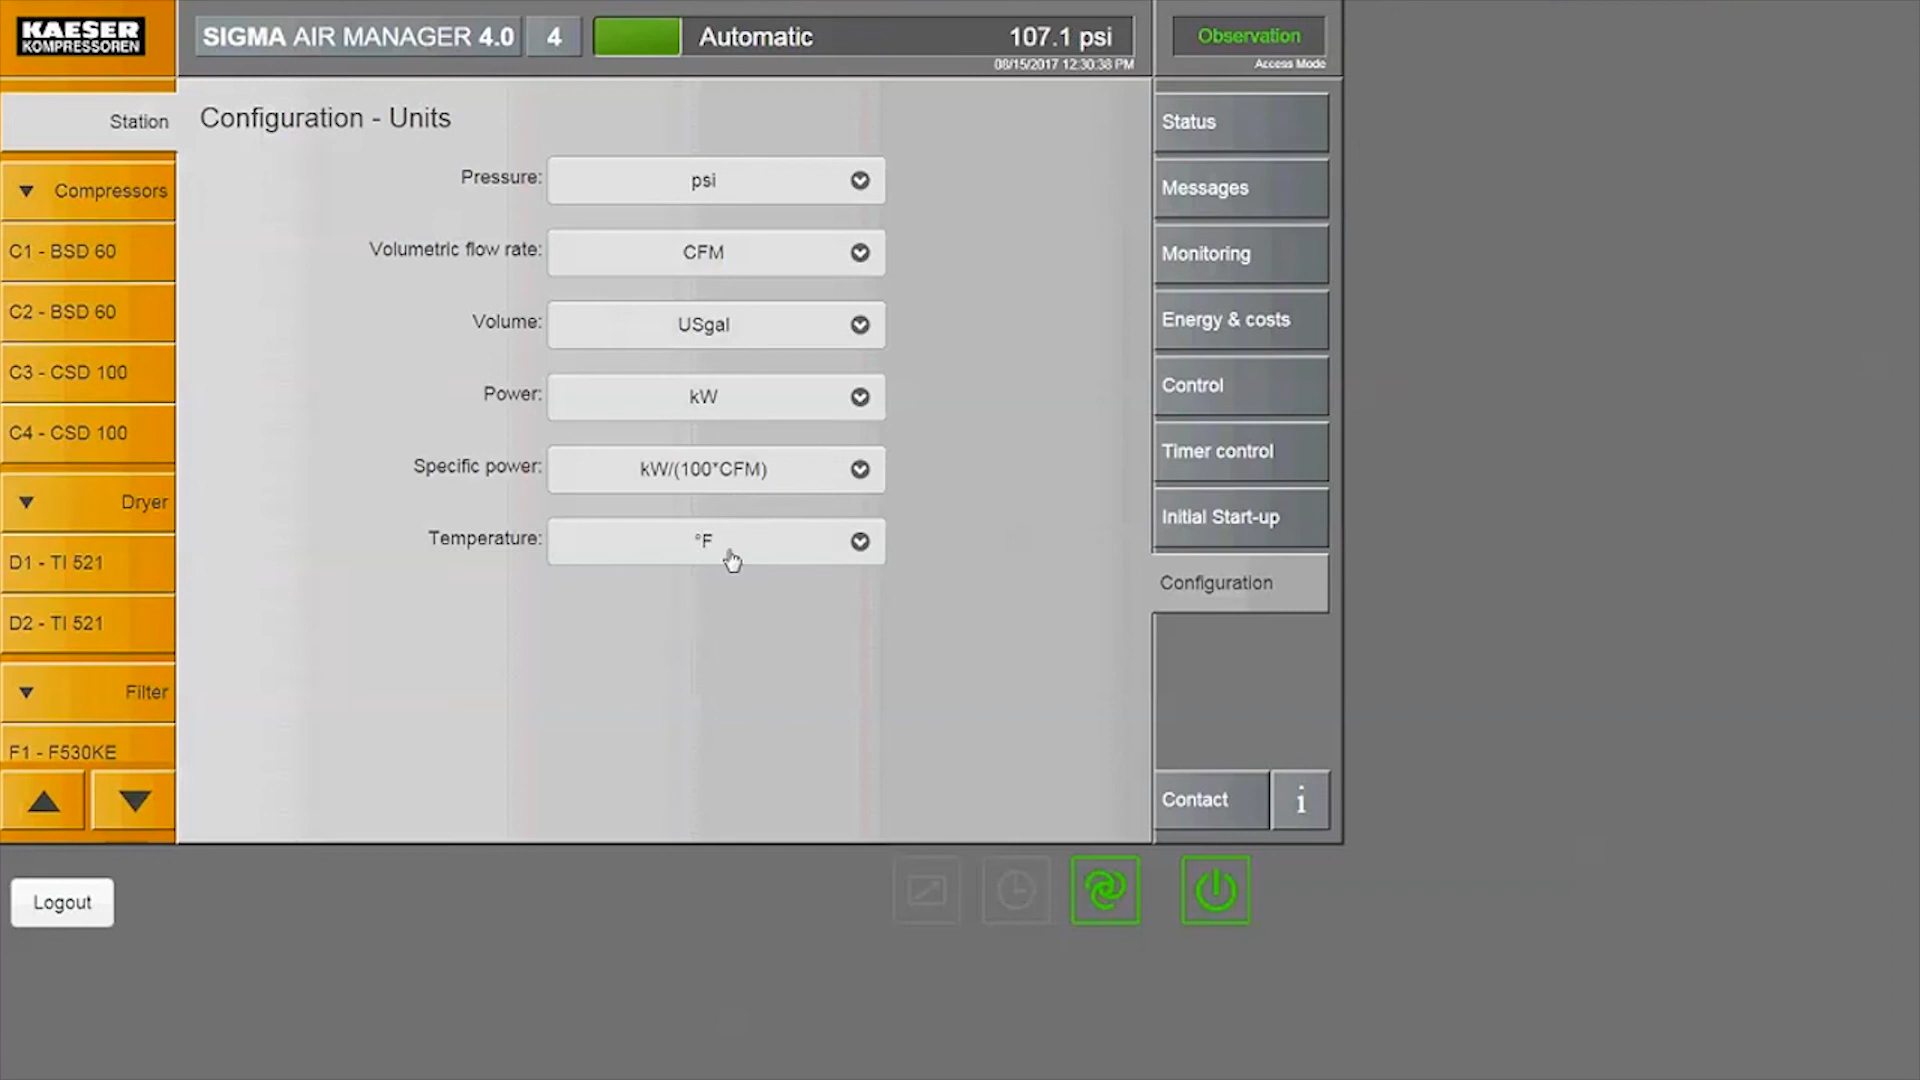 KAESER
KOMPRESSOREN
SIGMA AIR MANAGER 4.0
4
Automatic
107.1 psi
08/15/2017 12:30:38 PM
Observation
Access Mode
Station
Compressors
C1 - BSD 60
C2 - BSD 60
C3 - CSD 100
C4 - CSD 100
Dryer
D1 - TI 521
D2 - TI 521
Filter
F1 - F530KE
Configuration - Units
Pressure: psi
Volumetric flow rate: CFM
Volume: USgal
Power: kW
Specific power: kW/(100*CFM)
Temperature: °F
Status
Messages
Monitoring
Energy & costs
Control
Timer control
Initial Start-up
Configuration
Contact
i
Logout